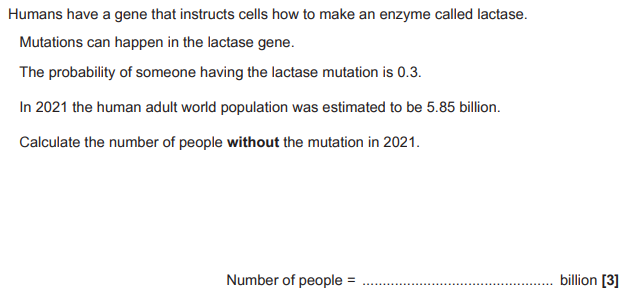 Humans have a gene that instructs cells how to make an enzyme called lactase.
Mutations can happen in the lactase gene.
The probability of someone having the lactase mutation is 0.3.
In 2021 the human adult world population was estimated to be 5.85 billion.
Calculate the number of people without the mutation in 2021.
Number of people = ................................................ billion [3]